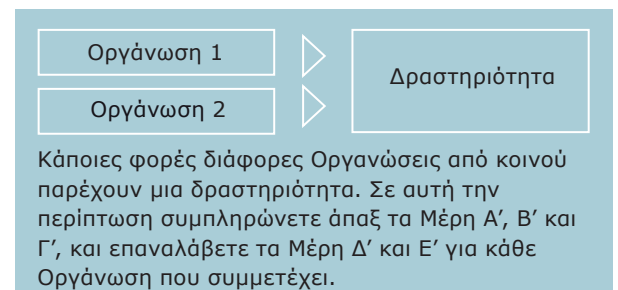 Οργάνωση 1
Οργάνωση 2
Δραστηριότητα
Κάποιες φορές διάφορες Οργανώσεις από κοινού
παρέχουν μια δραστηριότητα. Σε αυτή την
περίπτωση συμπληρώνετε άπαξ τα Μέρη Α’, Β’ και
Γ’, και επαναλάβετε τα Μέρη Δ’ και Ε’ για κάθε
Οργάνωση που συμμετέχει.